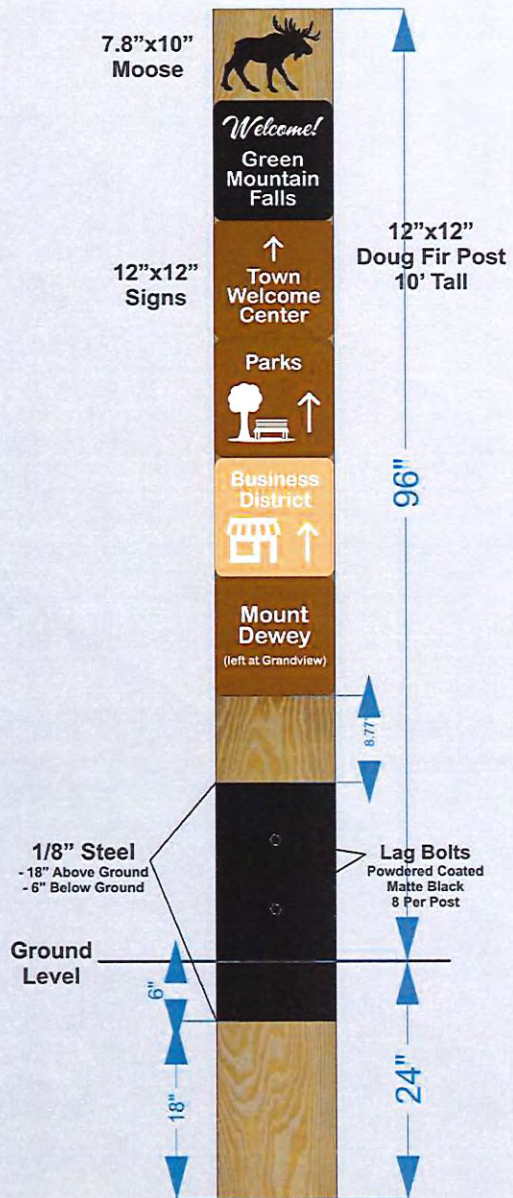 7.8”x10”
Moose
Welcome!
Green
Mountain
Falls
12”x12”
Doug Fir Post
10’ Tall
12”x12”
Signs
↑
Town
Welcome
Center
Parks
↑
96"
Business
District
↑
Mount
Dewey
(left at Grandview)
8.77"
1/8” Steel
- 18” Above Ground
- 6” Below Ground
Lag Bolts
Powdered Coated
Matte Black
8 Per Post
Ground
Level
6"
18"
24"